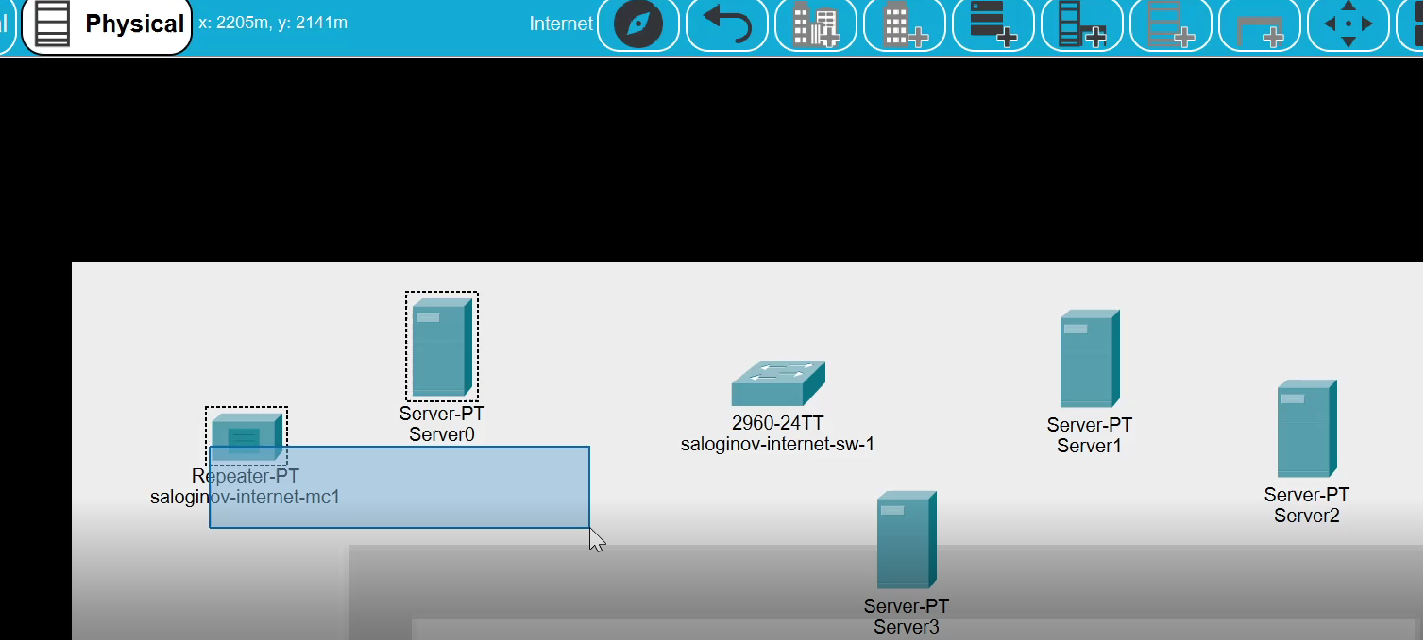 Physical
x: 2205m, y: 2141m
Internet
Server-PT
Server0
2960-24TT
saloginov-internet-sw-1
Server-PT
Server1
Repeater-PT
saloginov-internet-mc1
Server-PT
Server2
Server-PT
Server3